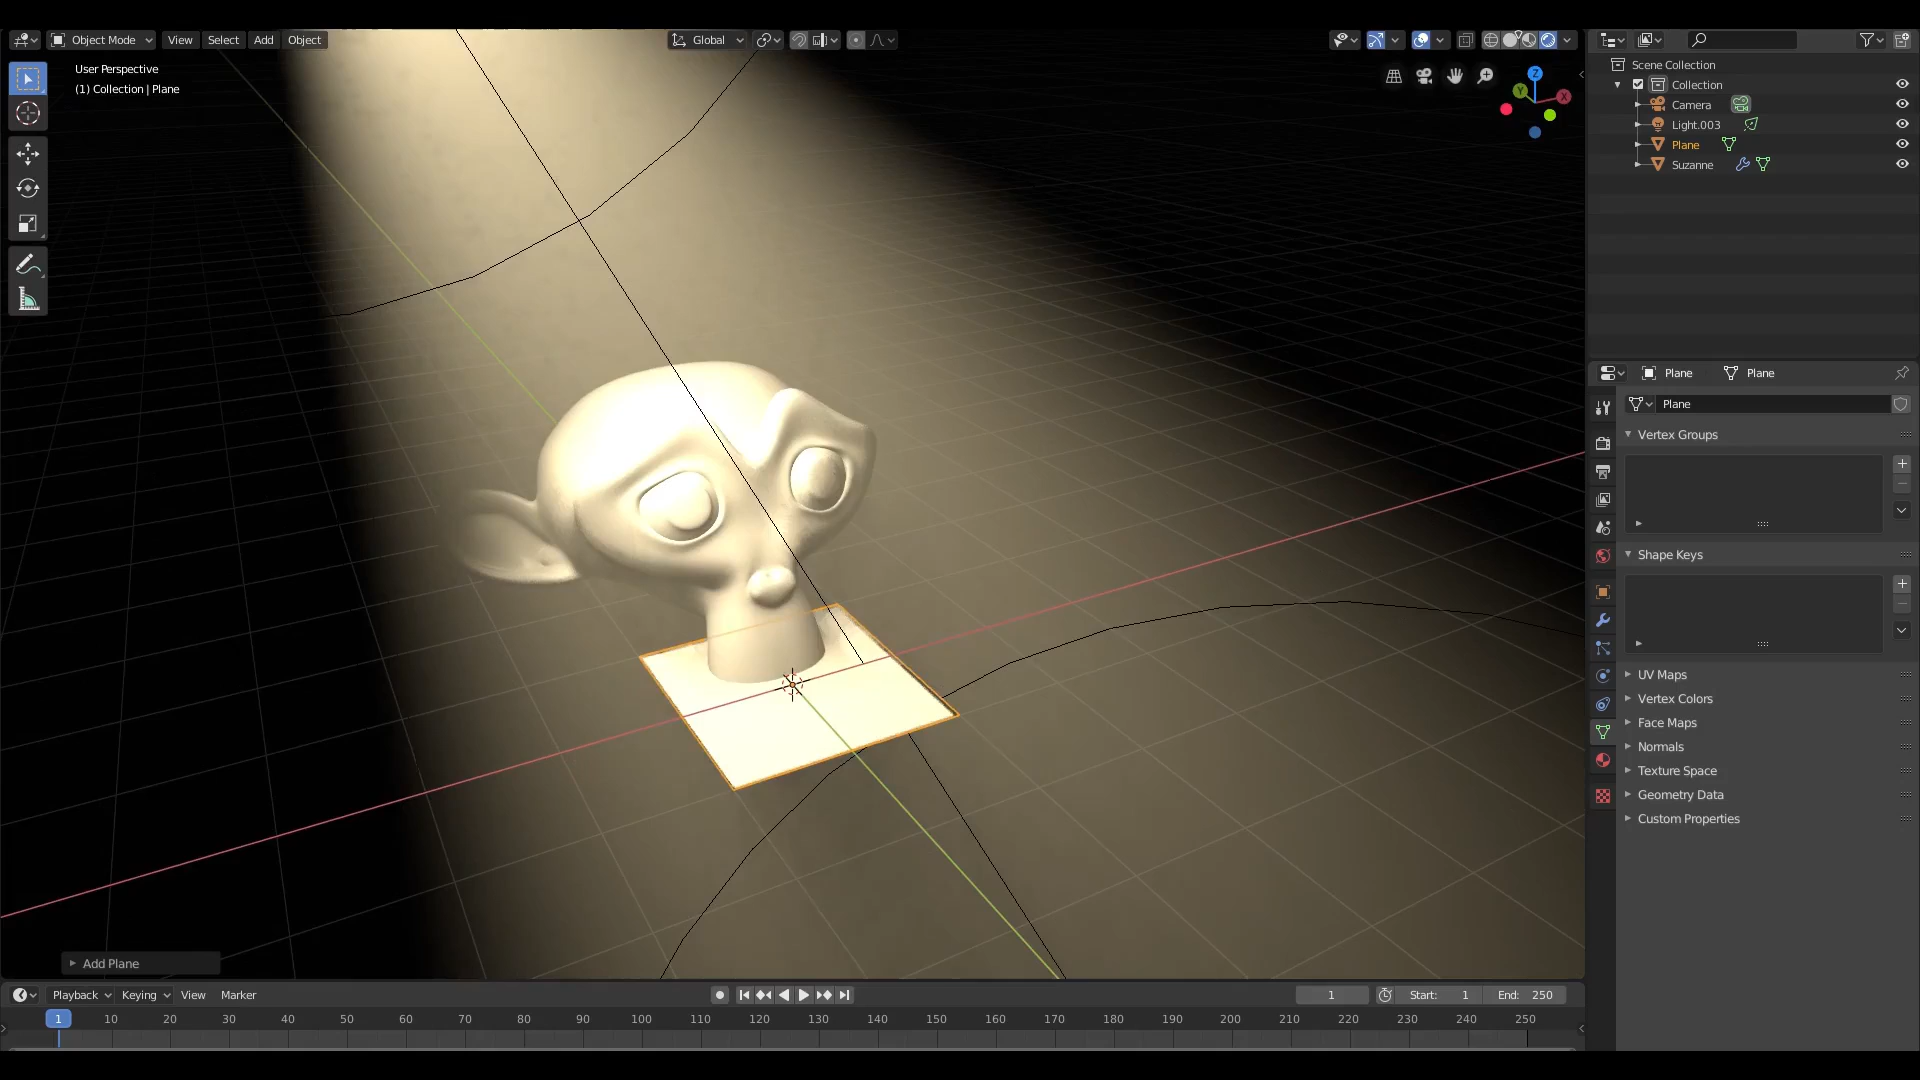 Object Mode View Select Add Object Global
User Perspective
(1) Collection | Plane
Z
Y
X
Scene Collection
Collection
Camera
Light.003
Plane
Suzanne
Plane Plane
Plane
Vertex Groups
Shape Keys
UV Maps
Vertex Colors
Face Maps
Normals
Texture Space
Geometry Data
Custom Properties
Add Plane
Playback Keying View Marker 1 Start: 1 End: 250
1 10 20 30 40 50 60 70 80 90 100 110 120 130 140 150 160 170 180 190 200 210 220 230 240 250